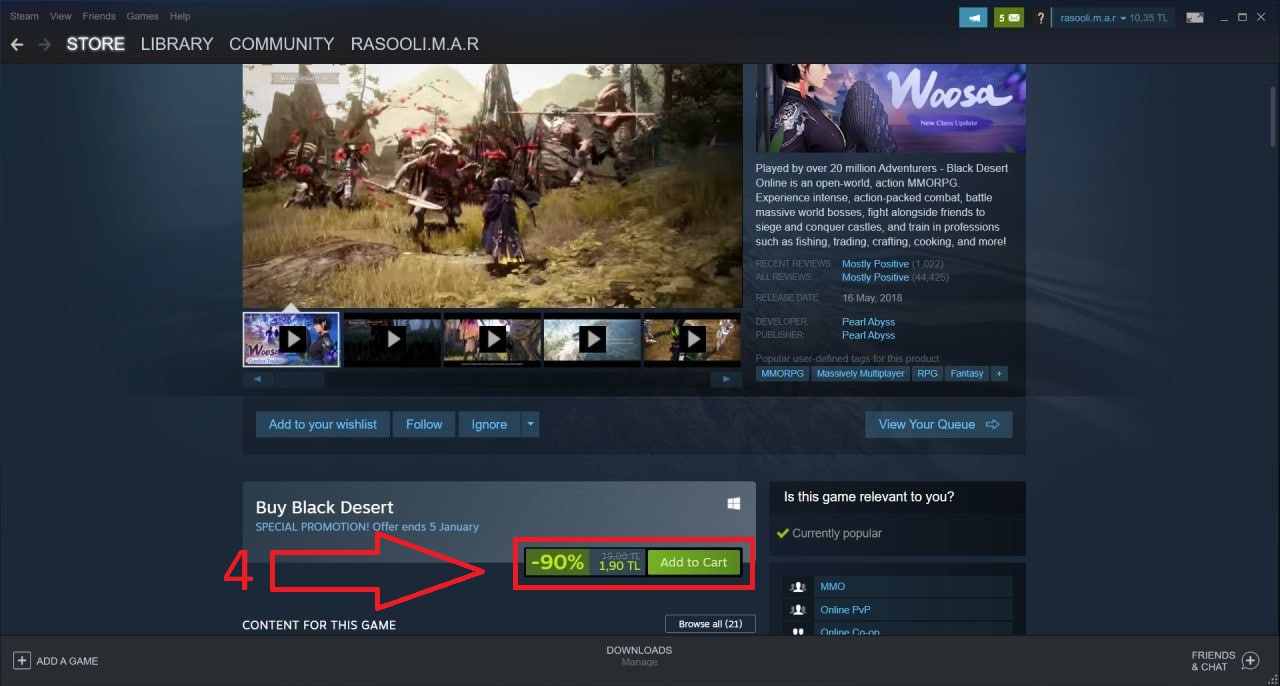 Steam View Friends Games Help
5 ? rasooli.m.a.r 10,35 TL
STORE LIBRARY COMMUNITY RASOOLI.M.A.R
Woosa
New Class Update
Played by over 20 million Adventurers - Black Desert
Online is an open-world, action MMORPG.
Experience intense, action-packed combat, battle
massive world bosses, fight alongside friends to
siege and conquer castles, and train in professions
such as fishing, trading, crafting, cooking, and more!
RECENT REVIEWS: Mostly Positive (1,022)
ALL REVIEWS: Mostly Positive (44,425)
RELEASE DATE: 16 May, 2018
DEVELOPER: Pearl Abyss
PUBLISHER: Pearl Abyss
Popular user-defined tags for this product:
MMORPG Massively Multiplayer RPG Fantasy +
Woosa
Add to your wishlist Follow Ignore
View Your Queue
Buy Black Desert
SPECIAL PROMOTION! Offer ends 5 January
4
-90% 19,00 TL
1,90 TL
Add to Cart
Is this game relevant to you?
Currently popular
MMO
Online PvP
Online Co-op
CONTENT FOR THIS GAME
Browse all (21)
+ ADD A GAME
DOWNLOADS
Manage
FRIENDS
& CHAT +